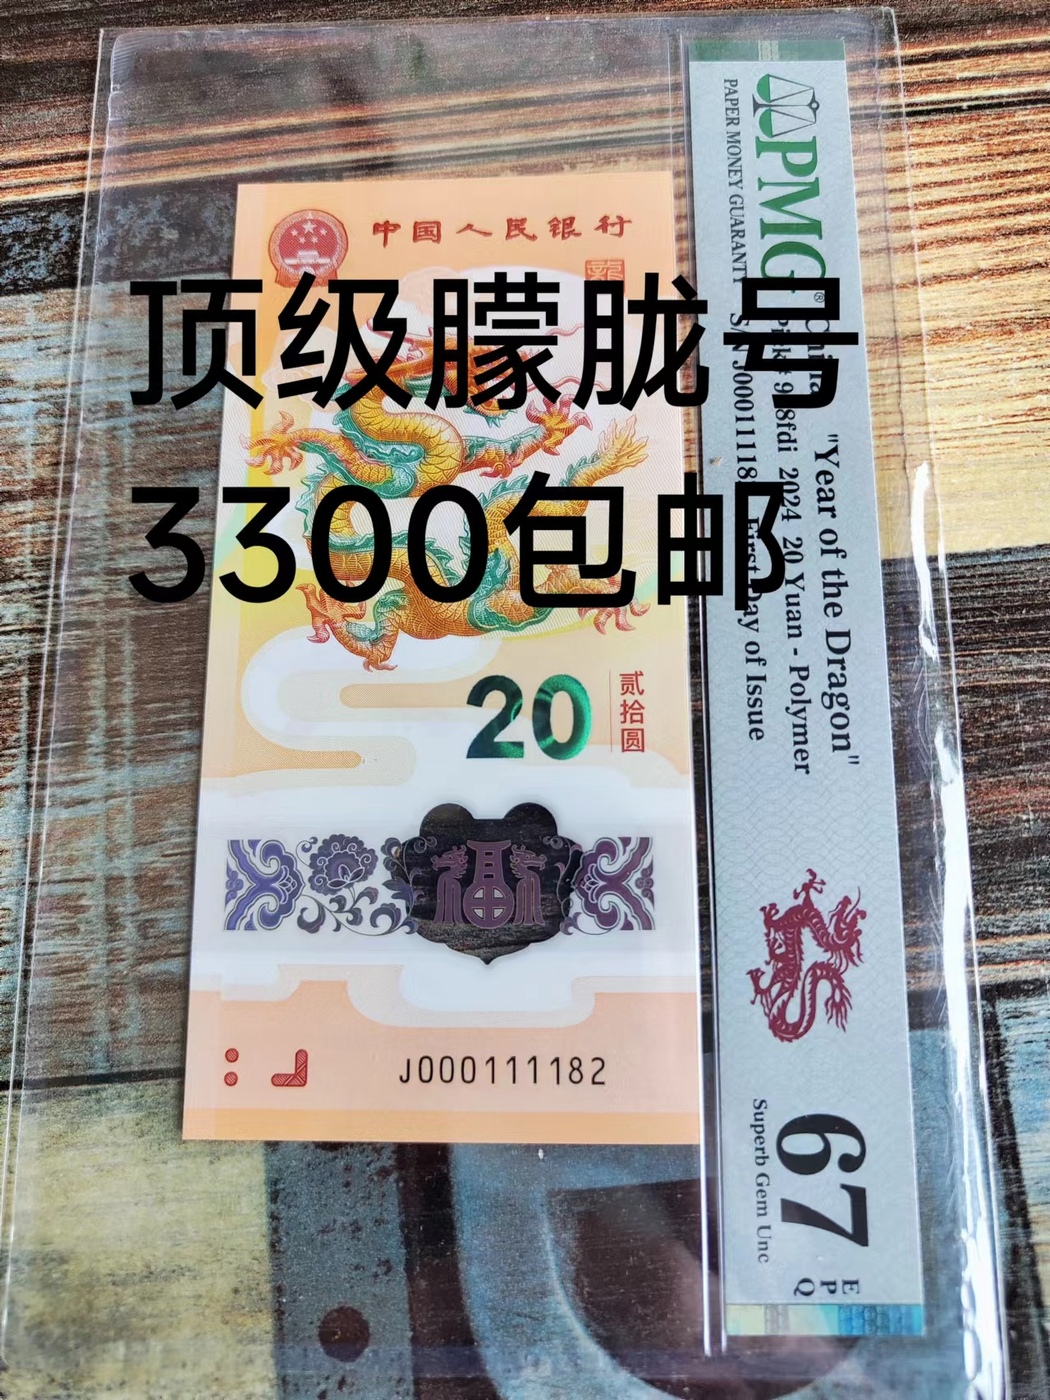 中国人民银行
顶级朦胧号
3300包邮
20
贰拾圆
J000111182
PMG
PAPER MONEY GUARANTY
"Year of the Dragon"
2024 20 Yuan - Polymer
Day of Issue
67
EPQ
Superb Gem Unc